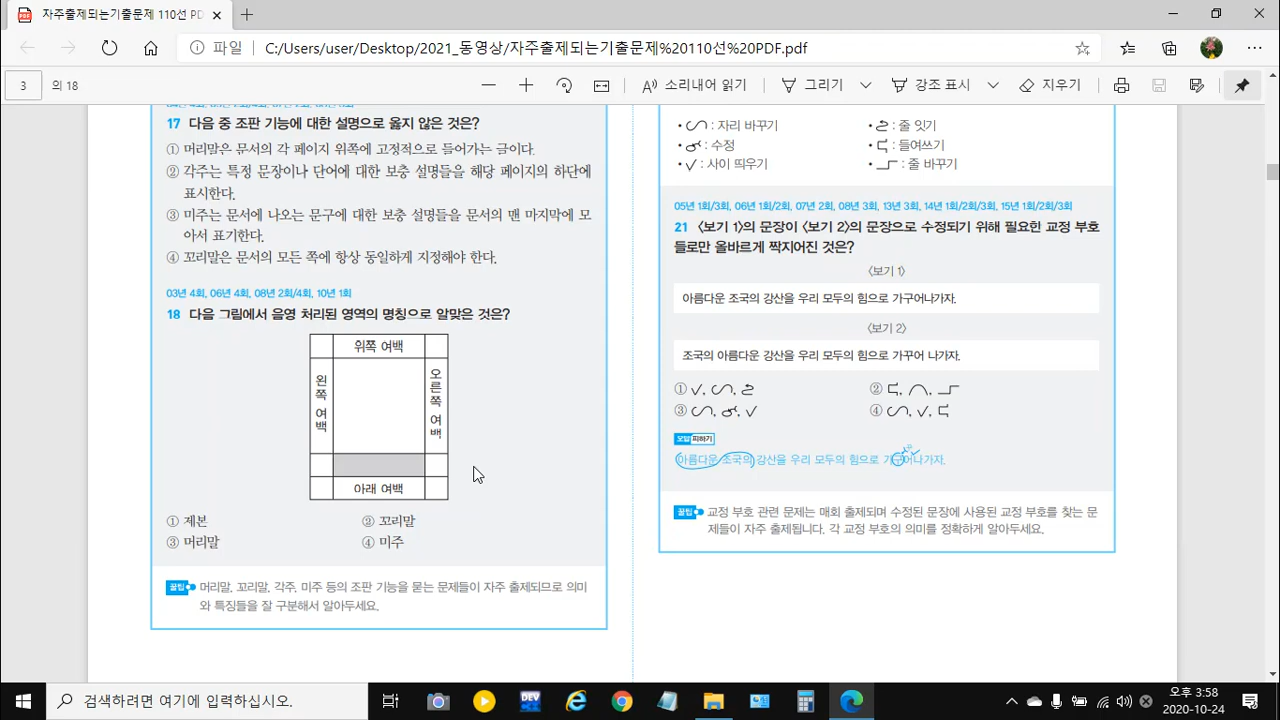 자주출제되는기출문제 110선 PDF.p
파일 C:/Users/user/Desktop/2021_동영상/자주출제되는기출문제%20110선%20PDF.pdf
3 의 18
소리내어 읽기 그리기 강조 표시 지우기
17 다음 중 조판 기능에 대한 설명으로 옳지 않은 것은?
① 머리말은 문서의 각 페이지 위쪽에 고정적으로 들어가는 글이다.
② 각주는 특정 문장이나 단어에 대한 보충 설명들을 해당 페이지의 하단에
표시한다.
③ 미주는 문서에 나오는 문구에 대한 보충 설명들을 문서의 맨 마지막에 모
아서 표기한다.
④ 꼬리말은 문서의 모든 쪽에 항상 동일하게 지정해야 한다.
03년 4회, 06년 4회, 08년 2회/4회, 10년 1회
18 다음 그림에서 음영 처리된 영역의 명칭으로 알맞은 것은?
위쪽 여백
왼쪽 여백
오른쪽 여백
아래 여백
① 제본 ② 꼬리말
③ 머리말 ④ 미주
꿀팁 머리말, 꼬리말, 각주, 미주 등의 조판 기능을 묻는 문제들이 자주 출제되므로 의미
와 특징들을 잘 구분해서 알아두세요.
• : 자리 바꾸기 • : 줄 잇기
• : 수정 • : 들여쓰기
• : 사이 띄우기 • : 줄 바꾸기
05년 1회/3회, 06년 1회/2회, 07년 2회, 08년 3회, 13년 3회, 14년 1회/2회/3회, 15년 1회/2회/3회
21 〈보기 1〉의 문장이 〈보기 2〉의 문장으로 수정되기 위해 필요한 교정 부호
들로만 올바르게 짝지어진 것은?
〈보기 1〉
아름다운 조국의 강산을 우리 모두의 힘으로 가구어나가자.
〈보기 2〉
조국의 아름다운 강산을 우리 모두의 힘으로 가꾸어 나가자.
① ②
③ ④
오답 피하기
꾸
아름다운 조국의 강산을 우리 모두의 힘으로 가구어나가자.
꿀팁 교정 부호 관련 문제는 매회 출제되며 수정된 문장에 사용된 교정 부호를 찾는 문
제들이 자주 출제됩니다. 각 교정 부호의 의미를 정확하게 알아두세요.
검색하려면 여기에 입력하십시오.
DEV
오후 3:58
2020-10-24